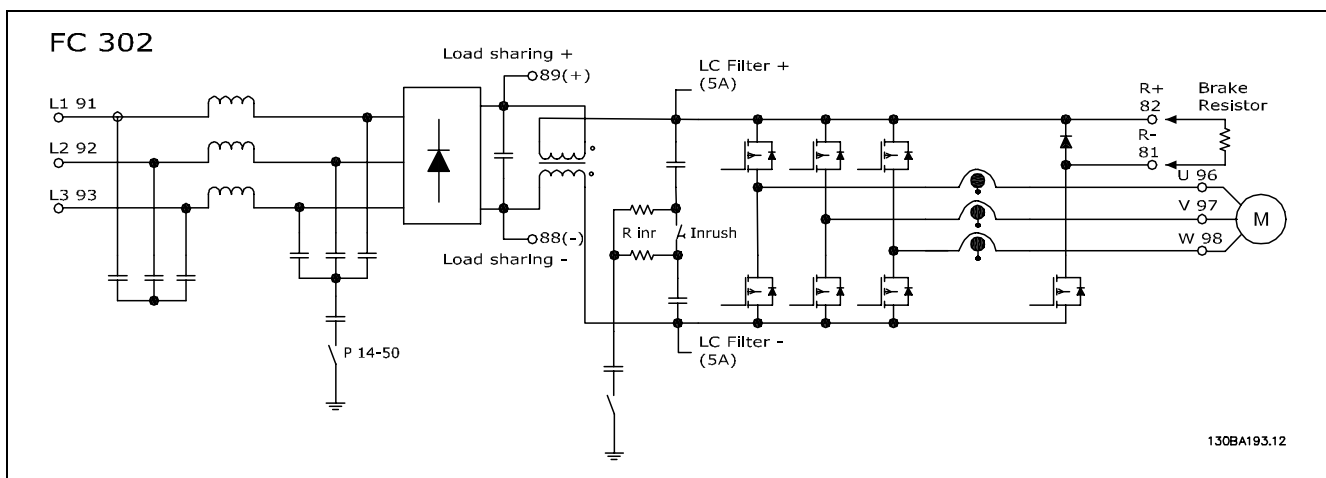 FC 302
Load sharing +
89(+)
LC Filter +
(5A)
R+
82
Brake
Resistor
L1 91
R-
81
L2 92
U 96
L3 93
V 97
M
R inr
Inrush
88(-)
W 98
Load sharing -
P 14-50
LC Filter -
(5A)
130BA193.12